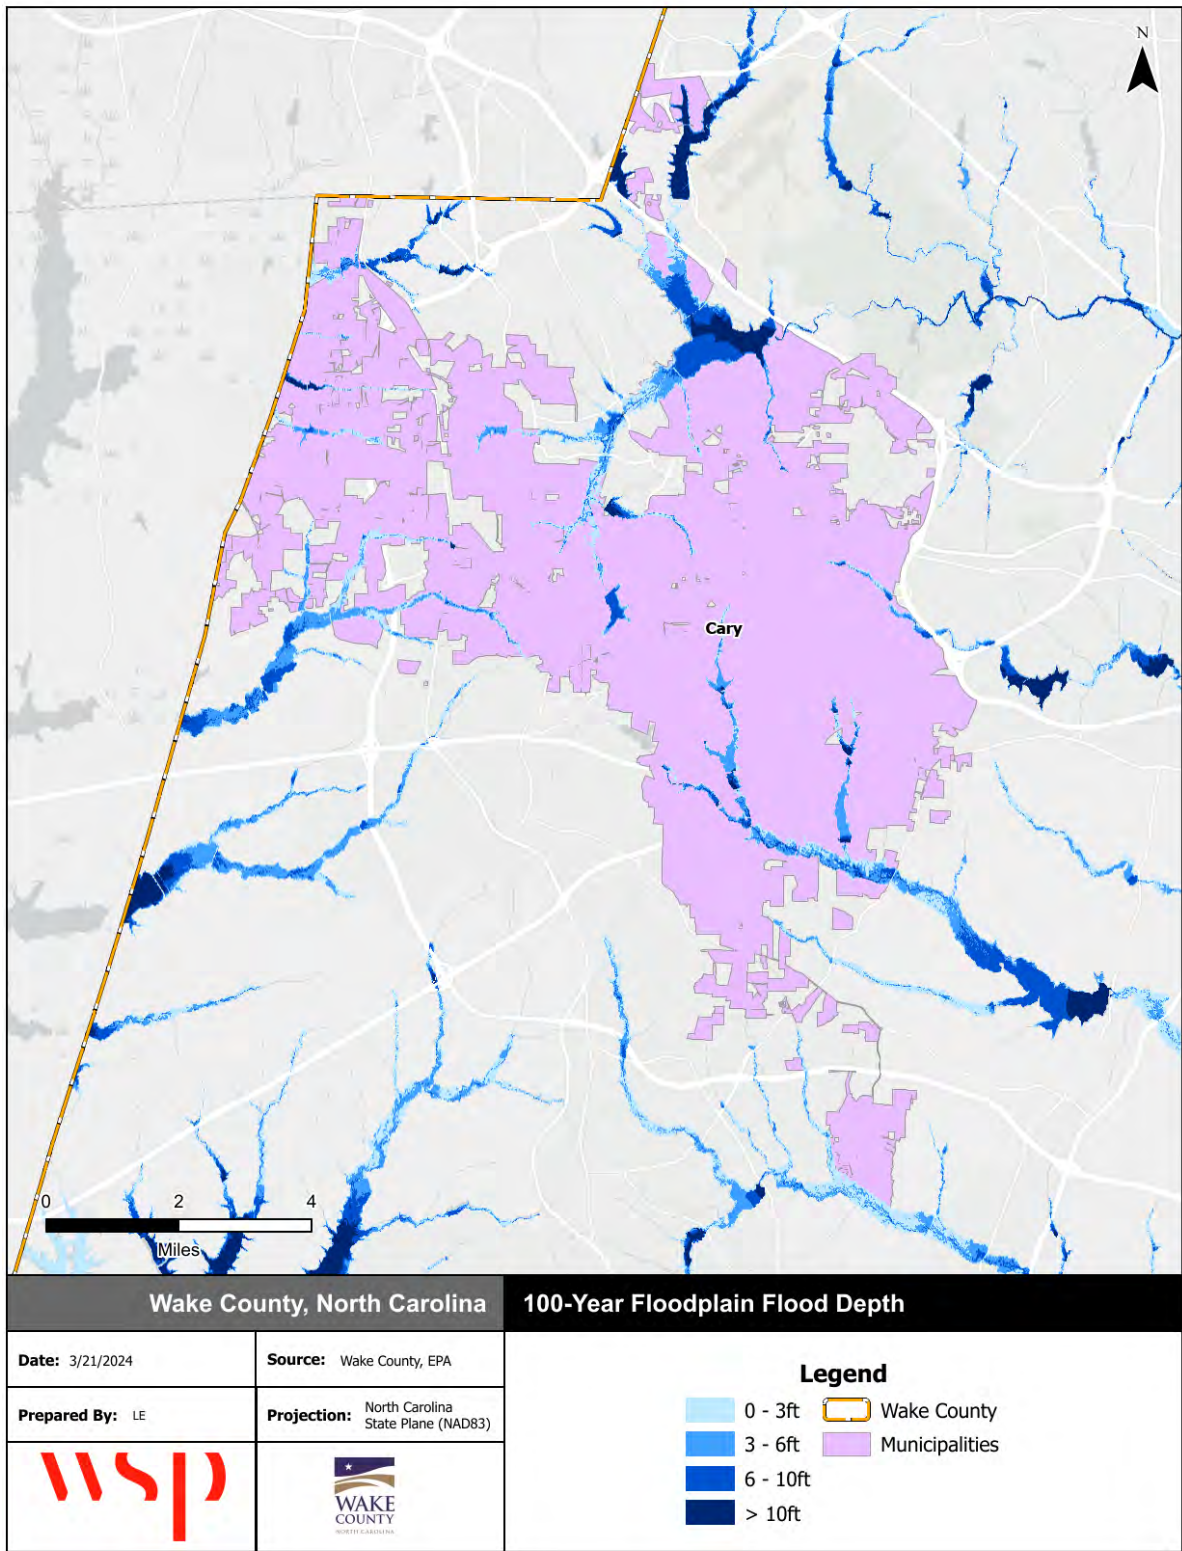 N
Cary
0 2 4
Miles
Wake County, North Carolina
100-Year Floodplain Flood Depth
Date: 3/21/2024
Source: Wake County, EPA
Prepared By: LE
Projection: North Carolina
State Plane (NAD83)
wsp
WAKE
COUNTY
NORTH CAROLINA
Legend
0 - 3ft
Wake County
3 - 6ft
Municipalities
6 - 10ft
> 10ft